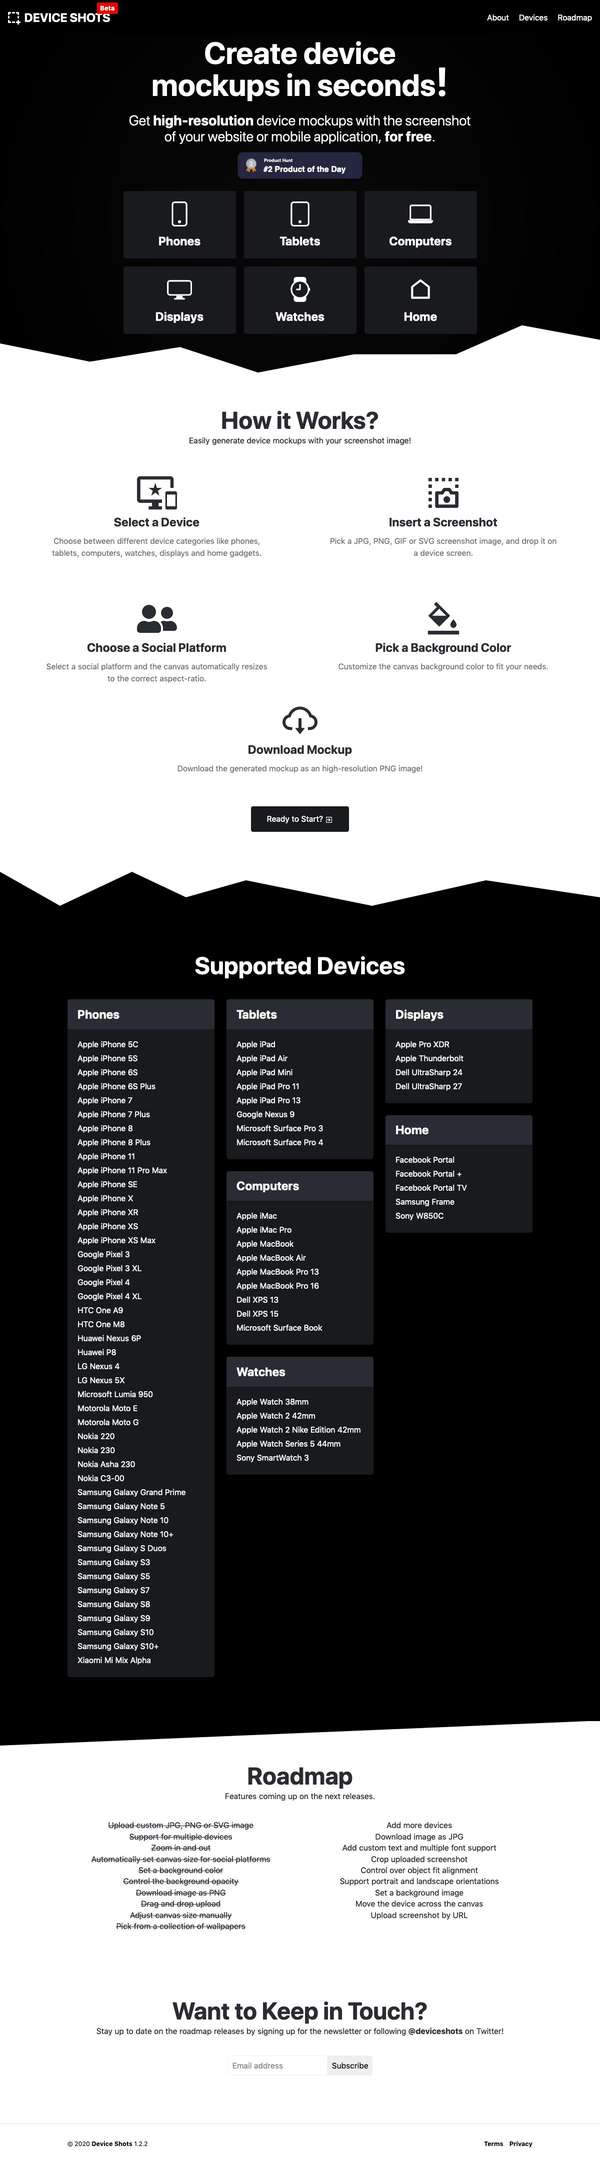 Beta
DEVICE SHOTS
About Devices Roadmap
Create device
mockups in seconds!
Get high-resolution device mockups with the screenshot
of your website or mobile application, for free.
Product Hunt
#2 Product of the Day
Phones
Tablets
Computers
Displays
Watches
Home
How it Works?
Easily generate device mockups with your screenshot image!
Select a Device
Choose between different device categories like phones,
tablets, computers, watches, displays and home gadgets.
Insert a Screenshot
Pick a JPG, PNG, GIF or SVG screenshot image, and drop it on
a device screen.
Choose a Social Platform
Select a social platform and the canvas automatically resizes
to the correct aspect-ratio.
Pick a Background Color
Customize the canvas background color to fit your needs.
Download Mockup
Download the generated mockup as an high-resolution PNG image!
Ready to Start?
Supported Devices
Phones
Apple iPhone 5C
Apple iPhone 5S
Apple iPhone 6S
Apple iPhone 6S Plus
Apple iPhone 7
Apple iPhone 7 Plus
Apple iPhone 8
Apple iPhone 8 Plus
Apple iPhone 11
Apple iPhone 11 Pro Max
Apple iPhone SE
Apple iPhone X
Apple iPhone XR
Apple iPhone XS
Apple iPhone XS Max
Google Pixel 3
Google Pixel 3 XL
Google Pixel 4
Google Pixel 4 XL
HTC One A9
HTC One M8
Huawei Nexus 6P
Huawei P8
LG Nexus 4
LG Nexus 5X
Microsoft Lumia 950
Motorola Moto E
Motorola Moto G
Nokia 220
Nokia 230
Nokia Asha 230
Nokia C3-00
Samsung Galaxy Grand Prime
Samsung Galaxy Note 5
Samsung Galaxy Note 10
Samsung Galaxy Note 10+
Samsung Galaxy S Duos
Samsung Galaxy S3
Samsung Galaxy S5
Samsung Galaxy S7
Samsung Galaxy S8
Samsung Galaxy S9
Samsung Galaxy S10
Samsung Galaxy S10+
Xiaomi Mi Mix Alpha
Tablets
Apple iPad
Apple iPad Air
Apple iPad Mini
Apple iPad Pro 11
Apple iPad Pro 13
Google Nexus 9
Microsoft Surface Pro 3
Microsoft Surface Pro 4
Computers
Apple iMac
Apple iMac Pro
Apple MacBook
Apple MacBook Air
Apple MacBook Pro 13
Apple MacBook Pro 16
Dell XPS 13
Dell XPS 15
Microsoft Surface Book
Watches
Apple Watch 38mm
Apple Watch 2 42mm
Apple Watch 2 Nike Edition 42mm
Apple Watch Series 5 44mm
Sony SmartWatch 3
Displays
Apple Pro XDR
Apple Thunderbolt
Dell UltraSharp 24
Dell UltraSharp 27
Home
Facebook Portal
Facebook Portal +
Facebook Portal TV
Samsung Frame
Sony W850C
Roadmap
Features coming up on the next releases.
Upload custom JPG, PNG or SVG image
Support for multiple devices
Zoom in and out
Automatically set canvas size for social platforms
Set a background color
Control the background opacity
Download image as PNG
Drag and drop upload
Adjust canvas size manually
Pick from a collection of wallpapers
Add more devices
Download image as JPG
Add custom text and multiple font support
Crop uploaded screenshot
Control over object fit alignment
Support portrait and landscape orientations
Set a background image
Move the device across the canvas
Upload screenshot by URL
Want to Keep in Touch?
Stay up to date on the roadmap releases by signing up for the newsletter or following @deviceshots on Twitter!
Email address
Subscribe
© 2020 Device Shots 1.2.2
Terms Privacy